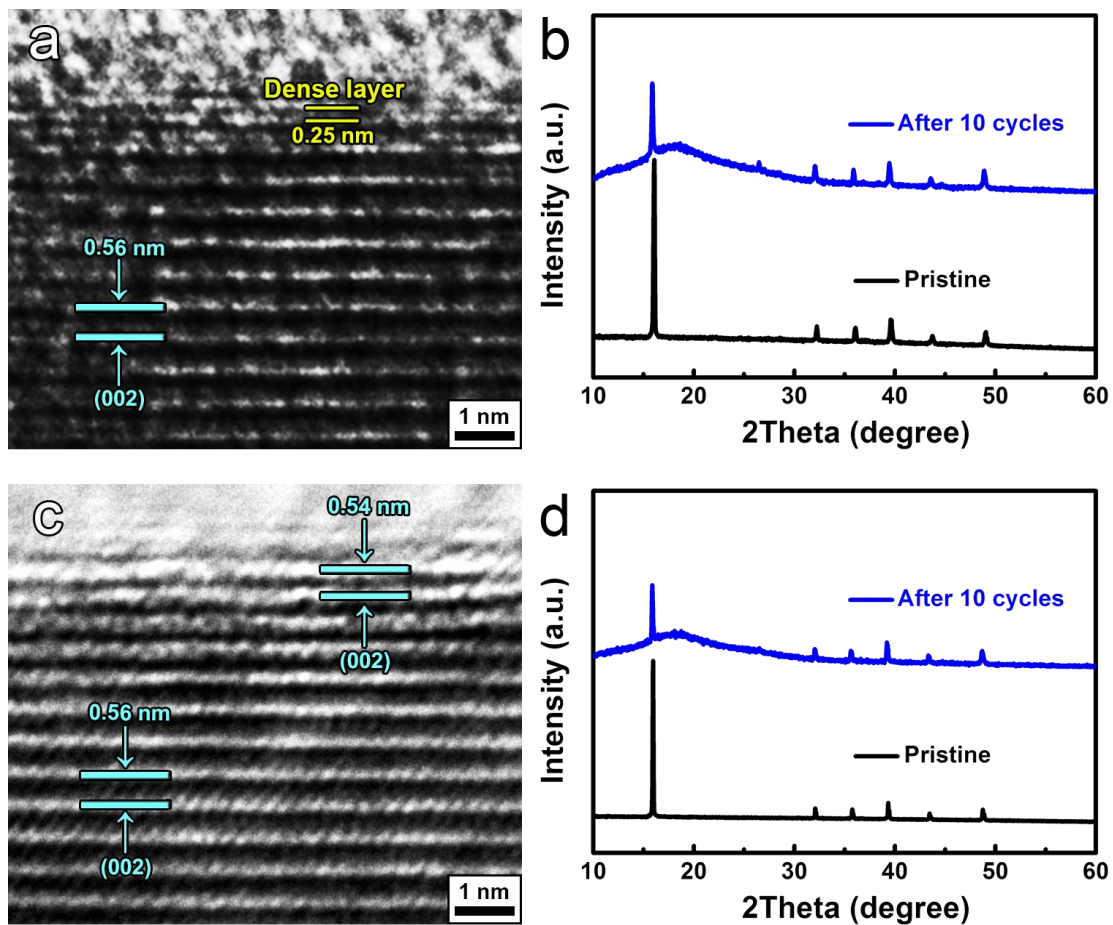 a
Dense layer
0.25 nm
0.56 nm
(002)
1 nm
b
Intensity (a.u.)
After 10 cycles
Pristine
10 20 30 40 50 60
2Theta (degree)
c
0.54 nm
(002)
0.56 nm
(002)
1 nm
d
Intensity (a.u.)
After 10 cycles
Pristine
10 20 30 40 50 60
2Theta (degree)